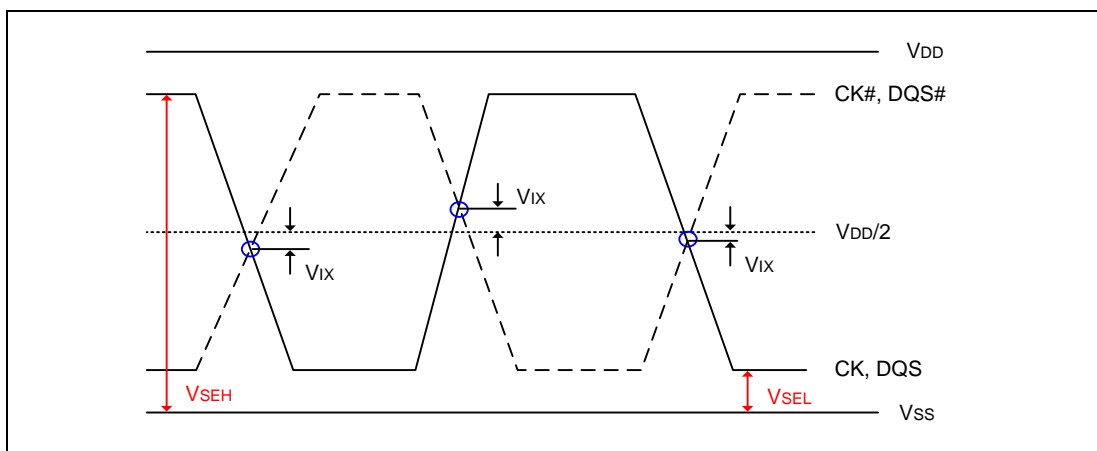 VDD
CK#, DQS#
VIX
VDD/2
VIX
VIX
CK, DQS
VSEH
VSEL
VSS